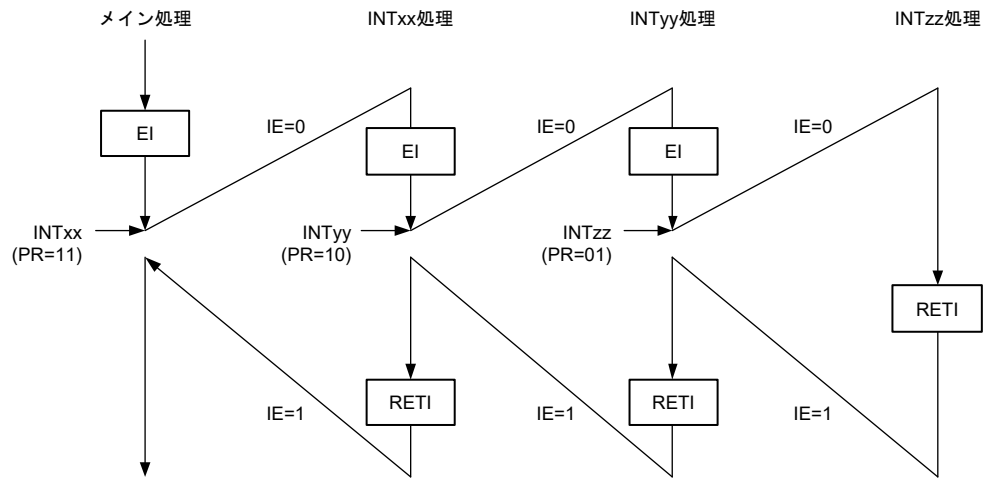 メイン処理
INTxx処理
INTyy処理
INTzz処理
EI
IE=0
EI
IE=0
EI
IE=0
INTxx
(PR=11)
INTyy
(PR=10)
INTzz
(PR=01)
RETI
IE=1
RETI
IE=1
RETI
IE=1